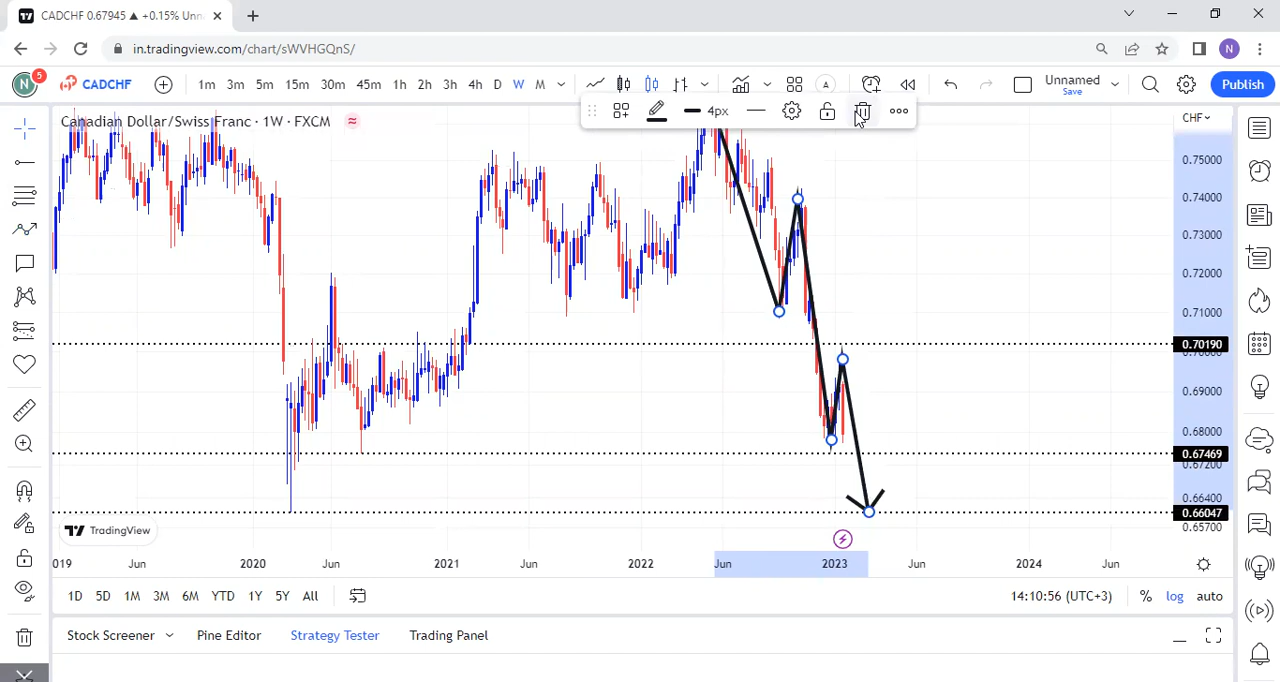 CADCHF 0.67945 ▲ +0.15% Unn
in.tradingview.com/chart/sWVHGQnS/
N
N
5
CADCHF
1m 3m 5m 15m 30m 45m 1h 2h 3h 4h D W M
A
Unnamed
Save
Publish
4px
Canadian Dollar/Swiss Franc · 1W · FXCM
CHF
0.75000
0.74000
0.73000
0.72000
0.71000
0.70190
0.70000
0.69000
0.68000
0.67469
0.67200
0.66400
0.66047
0.65700
TradingView
019 Jun 2020 Jun 2021 Jun 2022 Jun 2023 Jun 2024 Jun
1D 5D 1M 3M 6M YTD 1Y 5Y All
14:10:56 (UTC+3) % log auto
Stock Screener Pine Editor Strategy Tester Trading Panel